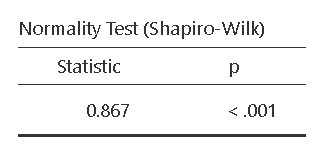 Normality Test (Shapiro-Wilk)
Statistic p
0.867 < .001